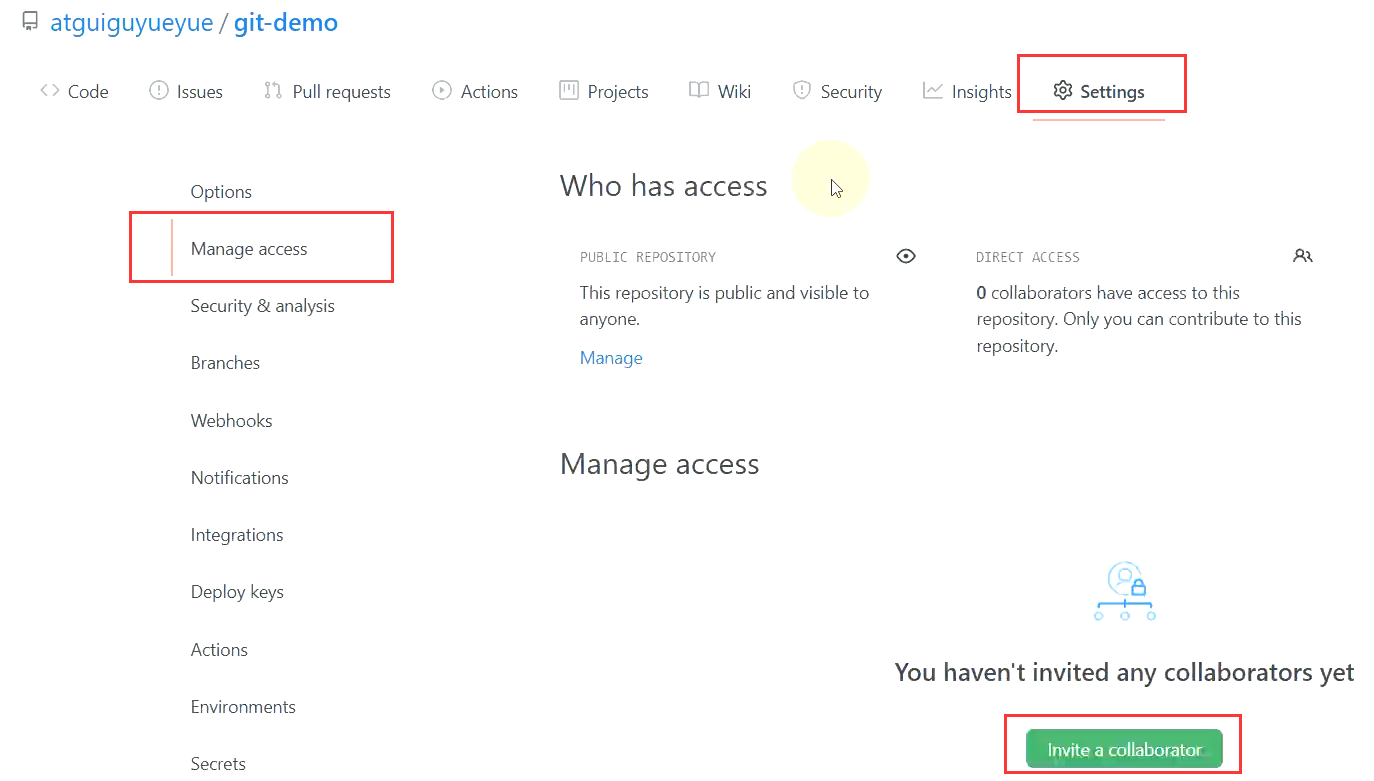 atguiguyueyue / git-demo
Code Issues Pull requests Actions Projects Wiki Security Insights Settings
Options
Manage access
Security & analysis
Branches
Webhooks
Notifications
Integrations
Deploy keys
Actions
Environments
Secrets
Who has access
PUBLIC REPOSITORY
This repository is public and visible to
anyone.
Manage
DIRECT ACCESS
0 collaborators have access to this
repository. Only you can contribute to this
repository.
Manage access
You haven't invited any collaborators yet
Invite a collaborator